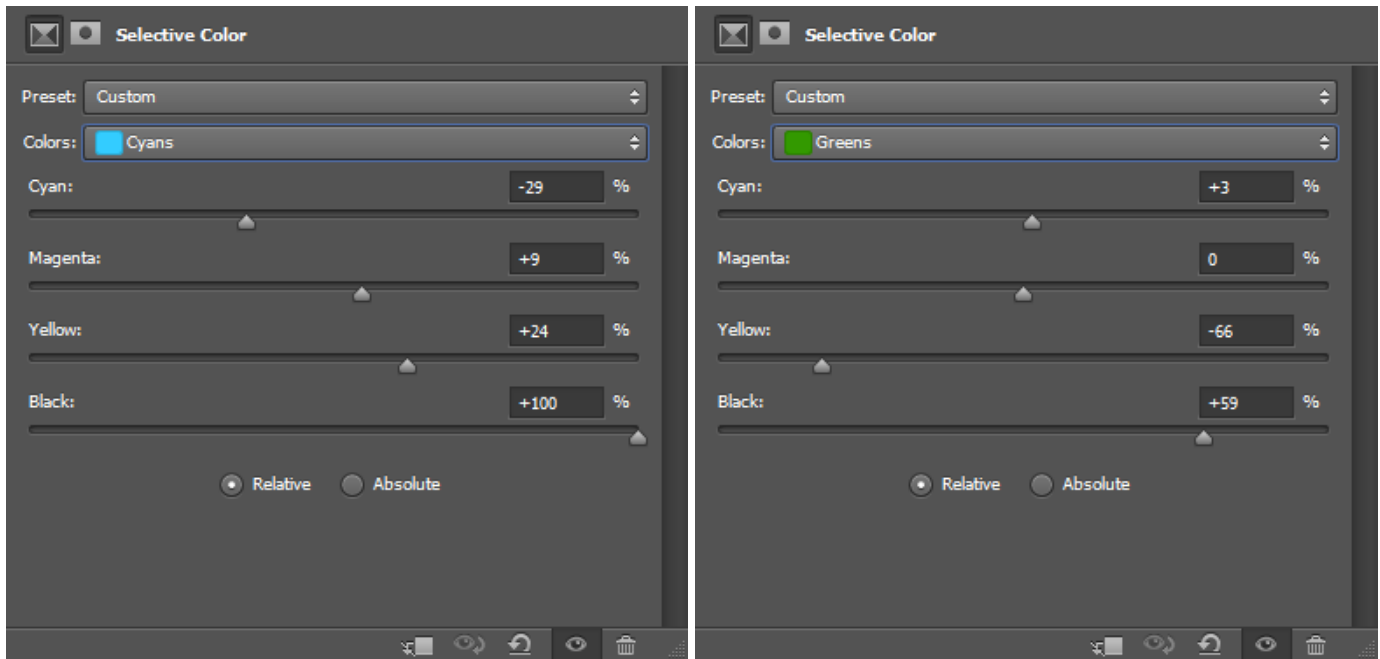 Selective Color
Preset: Custom
Colors: Cyans
Cyan: -29 %
Magenta: +9 %
Yellow: +24 %
Black: +100 %
Relative Absolute
Selective Color
Preset: Custom
Colors: Greens
Cyan: +3 %
Magenta: 0 %
Yellow: -66 %
Black: +59 %
Relative Absolute